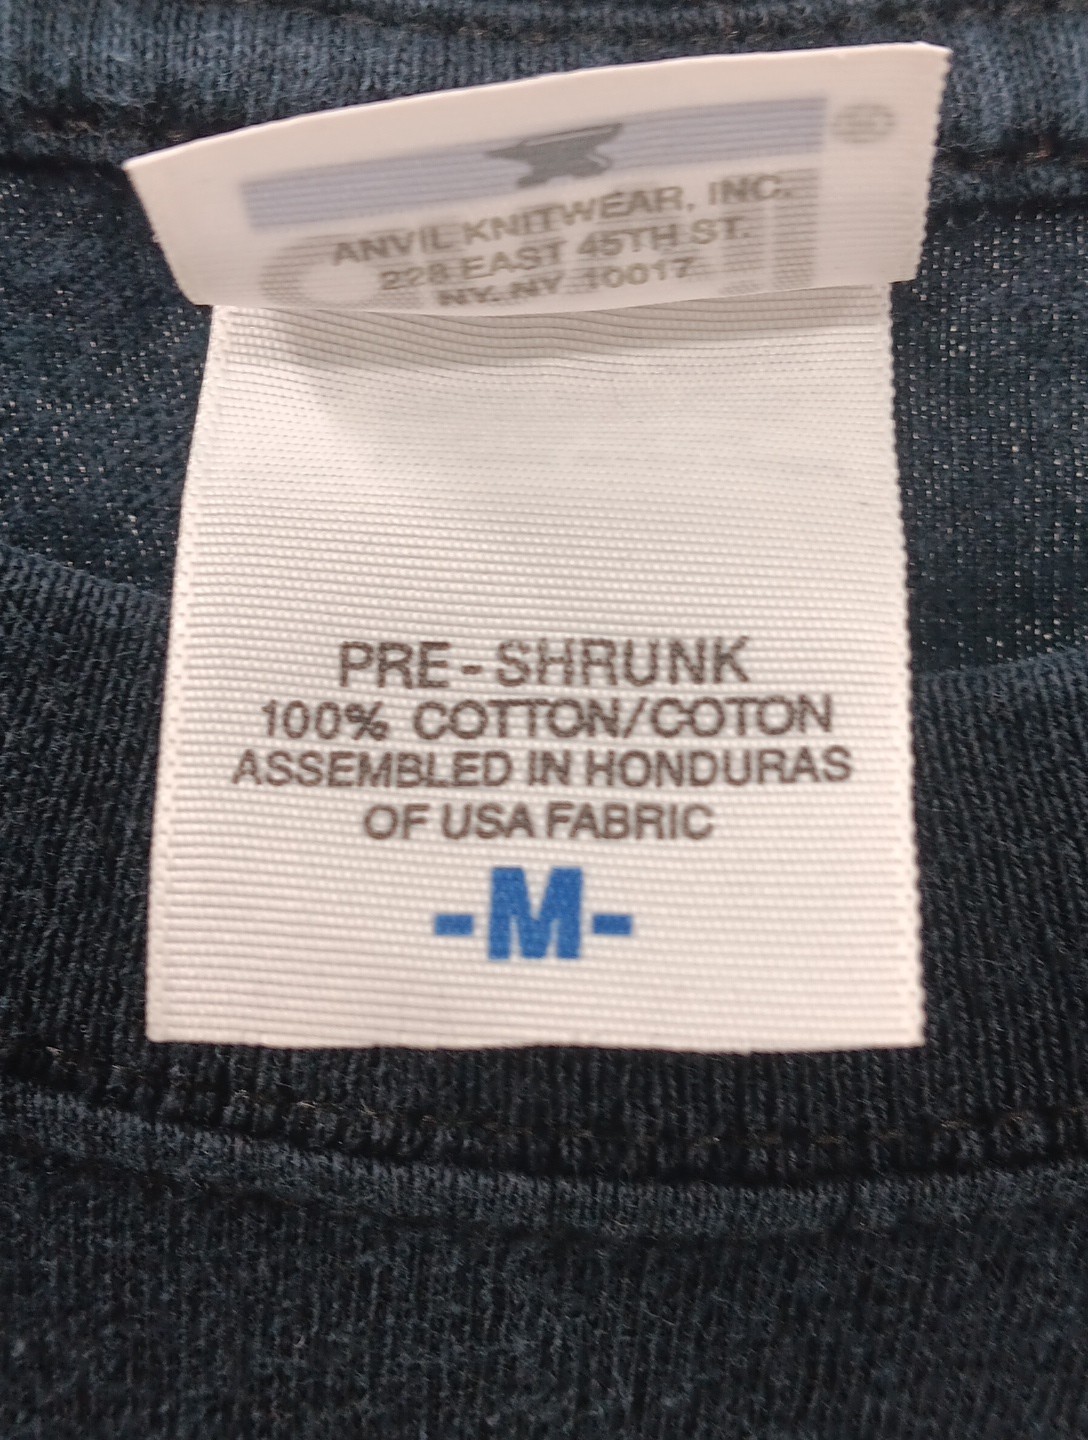 ANVIL KNITWEAR, INC.
228 EAST 45TH ST.
NY. NY 10017
PRE-SHRUNK
100% COTTON/COTON
ASSEMBLED IN HONDURAS
OF USA FABRIC
-M-